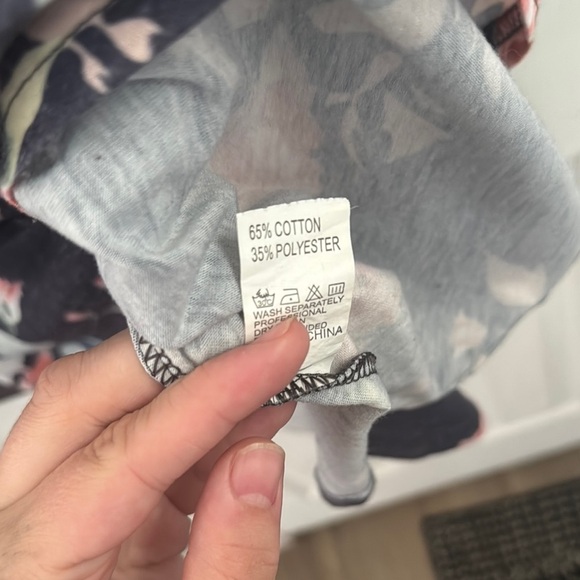 65% COTTON
35% POLYESTER
WASH SEPARATELY
PROFESSIONAL
CHINA